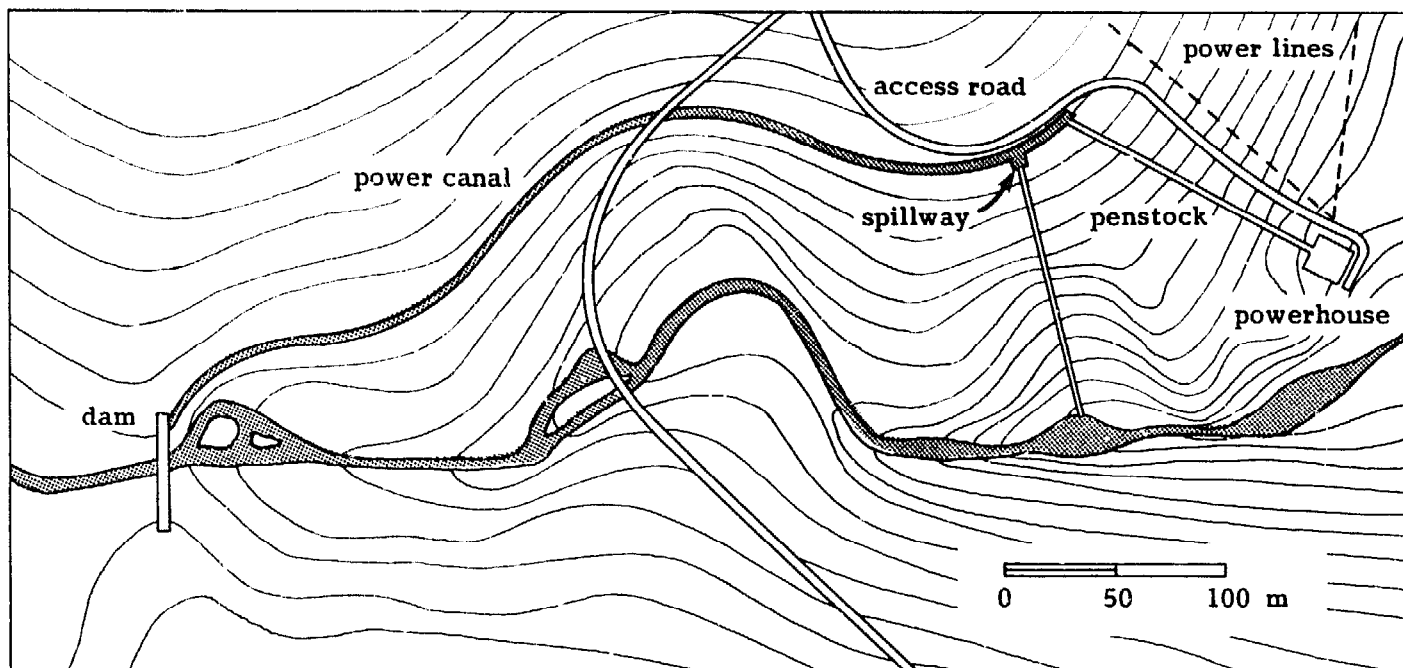 power lines
access road
power canal
spillway
penstock
powerhouse
dam
0 50 100 m